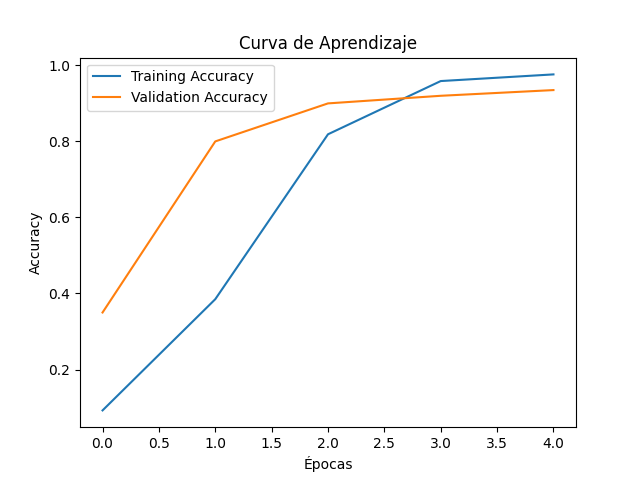 Curva de Aprendizaje
Training Accuracy
Validation Accuracy
1.0
0.8
0.6
0.4
0.2
Accuracy
0.0 0.5 1.0 1.5 2.0 2.5 3.0 3.5 4.0
Épocas